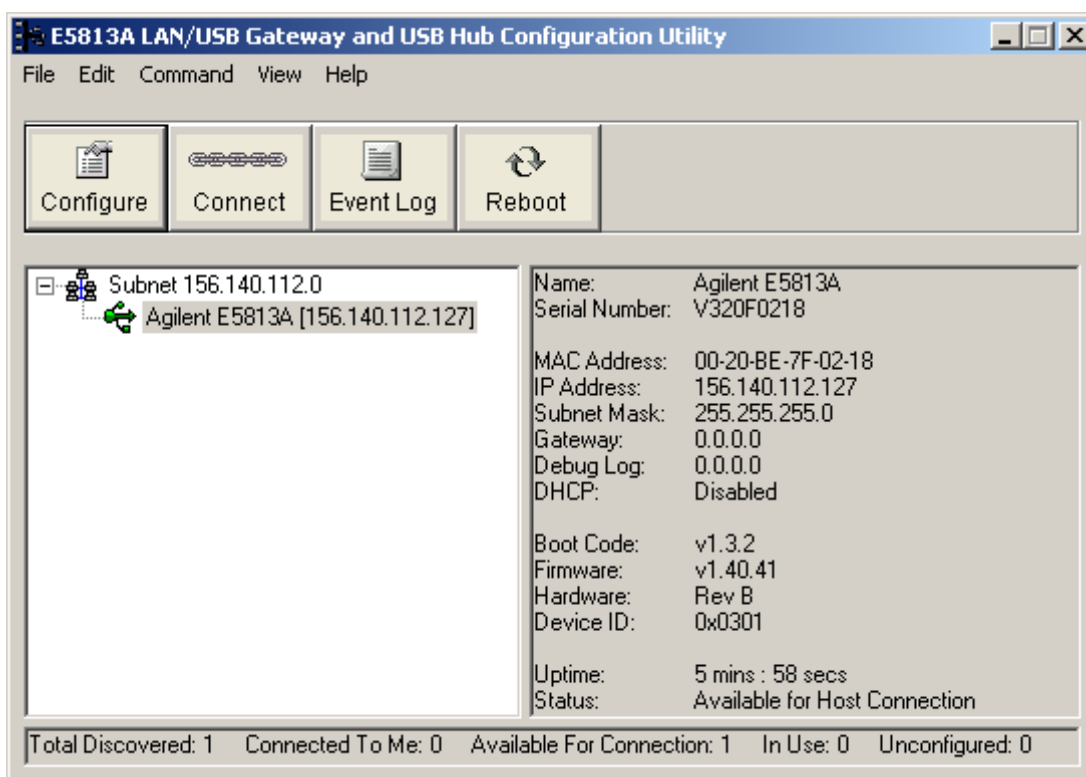 E5813A LAN/USB Gateway and USB Hub Configuration Utility
File Edit Command View Help
Configure Connect Event Log Reboot
Subnet 156.140.112.0
Agilent E5813A [156.140.112.127]
Name: Agilent E5813A
Serial Number: V320F0218
MAC Address: 00-20-BE-7F-02-18
IP Address: 156.140.112.127
Subnet Mask: 255.255.255.0
Gateway: 0.0.0.0
Debug Log: 0.0.0.0
DHCP: Disabled
Boot Code: v1.3.2
Firmware: v1.40.41
Hardware: Rev B
Device ID: 0x0301
Uptime: 5 mins : 58 secs
Status: Available for Host Connection
Total Discovered: 1 Connected To Me: 0 Available For Connection: 1 In Use: 0 Unconfigured: 0